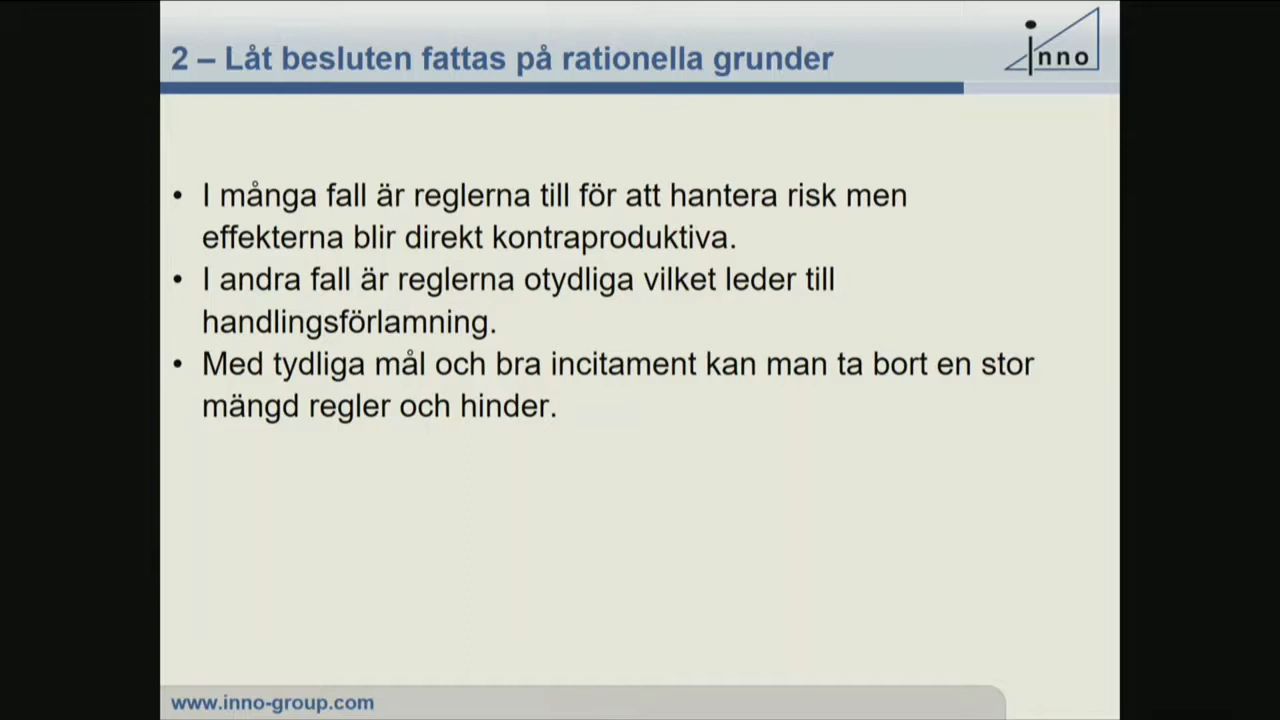 2 – Låt besluten fattas på rationella grunder
inno
• I många fall är reglerna till för att hantera risk men
effekterna blir direkt kontraproduktiva.
• I andra fall är reglerna otydliga vilket leder till
handlingsförlamning.
• Med tydliga mål och bra incitament kan man ta bort en stor
mängd regler och hinder.
www.inno-group.com